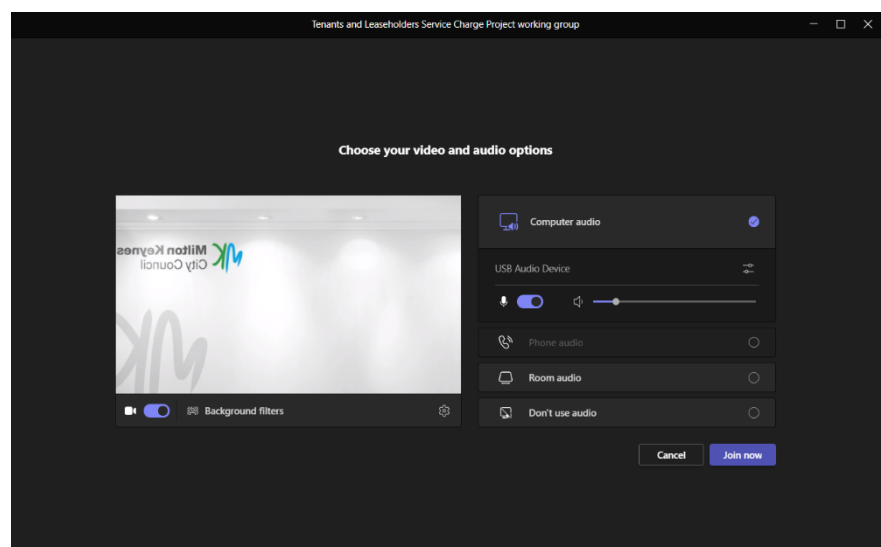 Tenants and Leaseholders Service Charge Project working group
Choose your video and audio options
Milton Keynes
City Council
Computer audio
USB Audio Device
Phone audio
Room audio
Don't use audio
Background filters
Cancel
Join now